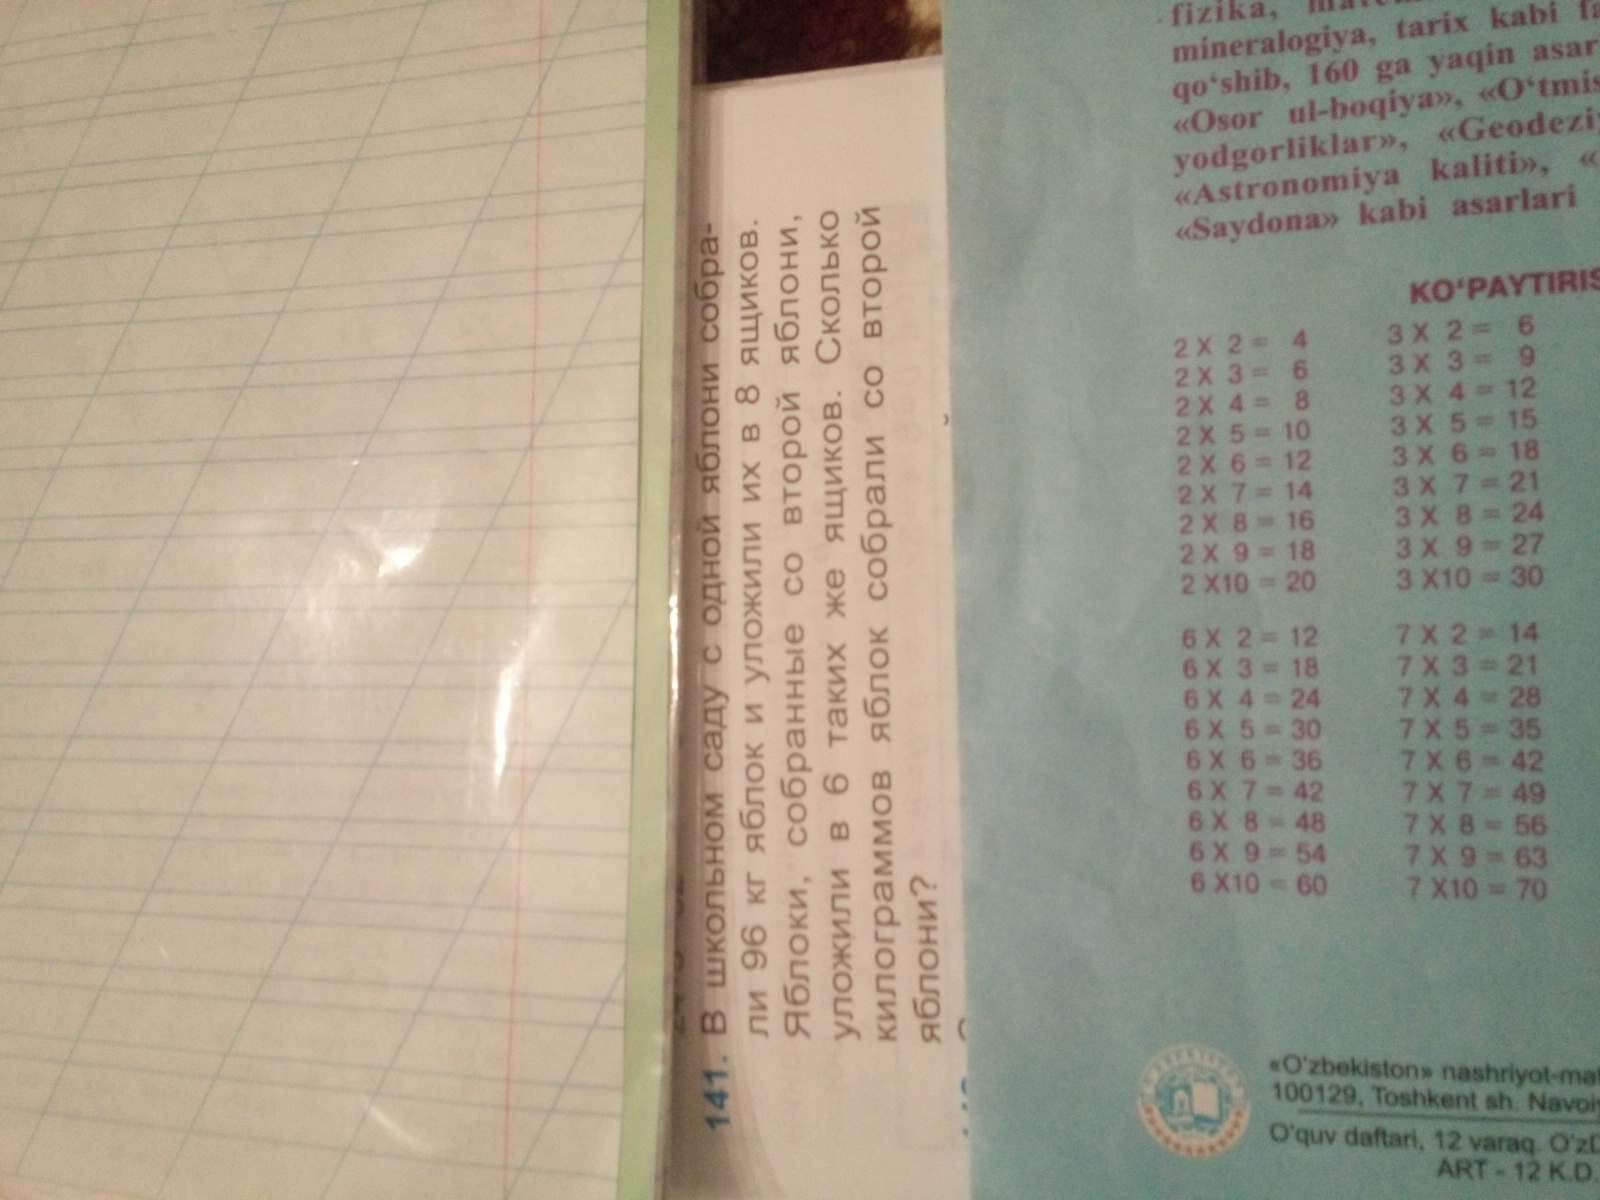 141. В школьном саду с одной яблони собра-
ли 96 кг яблок и уложили их в 8 ящиков.
Яблоки, собранные со второй яблони,
уложили в 6 таких же ящиков. Сколько
килограммов яблок собрали со второй
яблони?
fizika,
mineralogiya, tarix kabi
qo‘shib, 160 ga yaqin asar
«Osor ul-boqiya», «O‘tmis
yodgorliklar», «Geodeziy
«Astronomiya kaliti», «
«Saydona» kabi asarlari
KO‘PAYTIRIS
2 X 2 = 4 3 X 2 = 6
2 X 3 = 6 3 X 3 = 9
2 X 4 = 8 3 X 4 = 12
2 X 5 = 10 3 X 5 = 15
2 X 6 = 12 3 X 6 = 18
2 X 7 = 14 3 X 7 = 21
2 X 8 = 16 3 X 8 = 24
2 X 9 = 18 3 X 9 = 27
2 X10 = 20 3 X10 = 30
6 X 2 = 12 7 X 2 = 14
6 X 3 = 18 7 X 3 = 21
6 X 4 = 24 7 X 4 = 28
6 X 5 = 30 7 X 5 = 35
6 X 6 = 36 7 X 6 = 42
6 X 7 = 42 7 X 7 = 49
6 X 8 = 48 7 X 8 = 56
6 X 9 = 54 7 X 9 = 63
6 X10 = 60 7 X10 = 70
«O'zbekiston» nashriyot-mat
100129, Toshkent sh. Navoi
O'quv daftari, 12 varaq. O'zD
ART - 12 K.D.